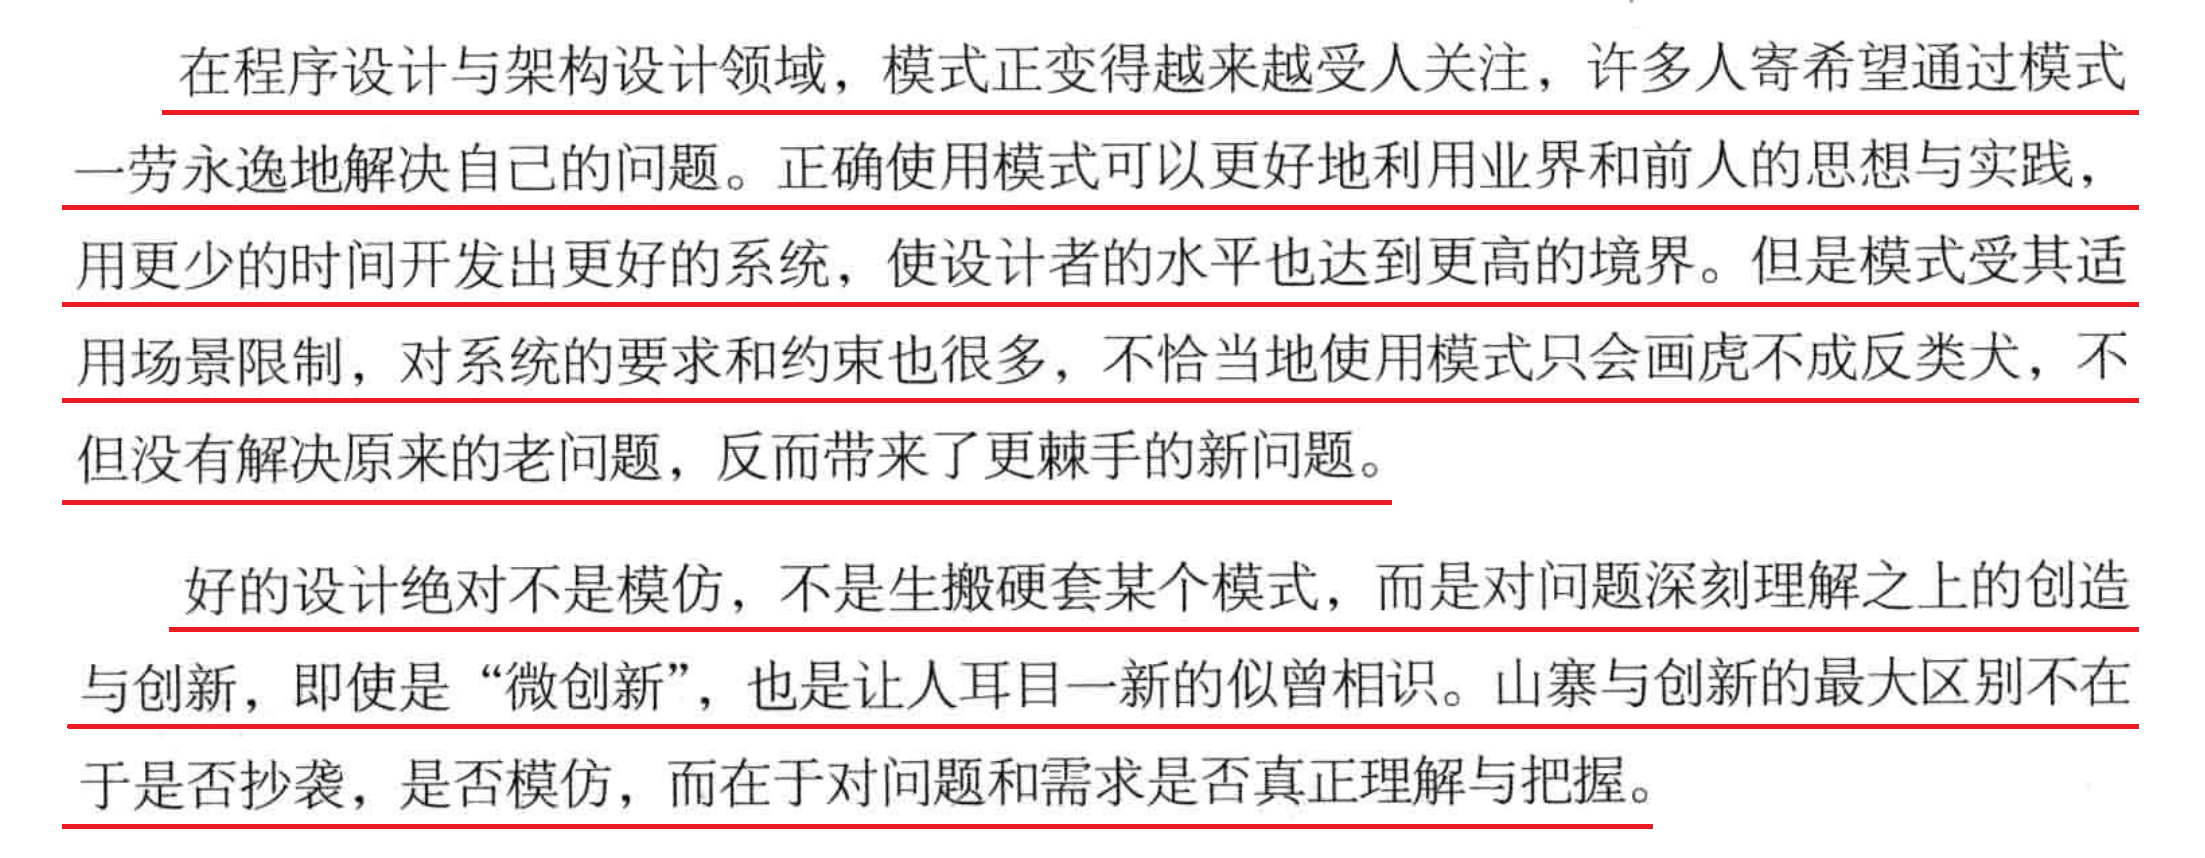 在程序设计与架构设计领域，模式正变得越来越受人关注，许多人寄希望通过模式
一劳永逸地解决自己的问题。正确使用模式可以更好地利用业界和前人的思想与实践，
用更少的时间开发出更好的系统，使设计者的水平也达到更高的境界。但是模式受其适
用场景限制，对系统的要求和约束也很多，不恰当地使用模式只会画虎不成反类犬，不
但没有解决原来的老问题，反而带来了更棘手的新问题。
好的设计绝对不是模仿，不是生搬硬套某个模式，而是对问题深刻理解之上的创造
与创新，即使是“微创新”，也是让人耳目一新的似曾相识。山寨与创新的最大区别不在
于是否抄袭，是否模仿，而在于对问题和需求是否真正理解与把握。